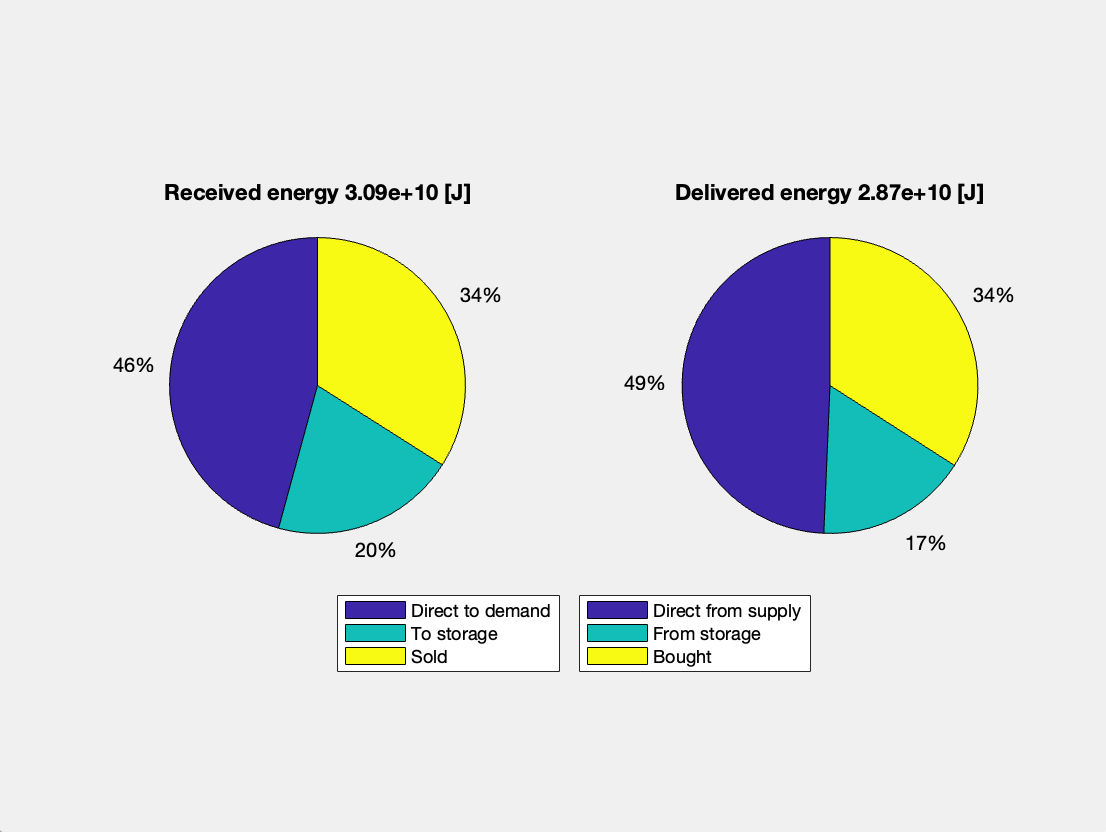 Received energy 3.09e+10 [J]
34%
46%
20%
Delivered energy 2.87e+10 [J]
34%
49%
17%
Direct to demand
To storage
Sold
Direct from supply
From storage
Bought